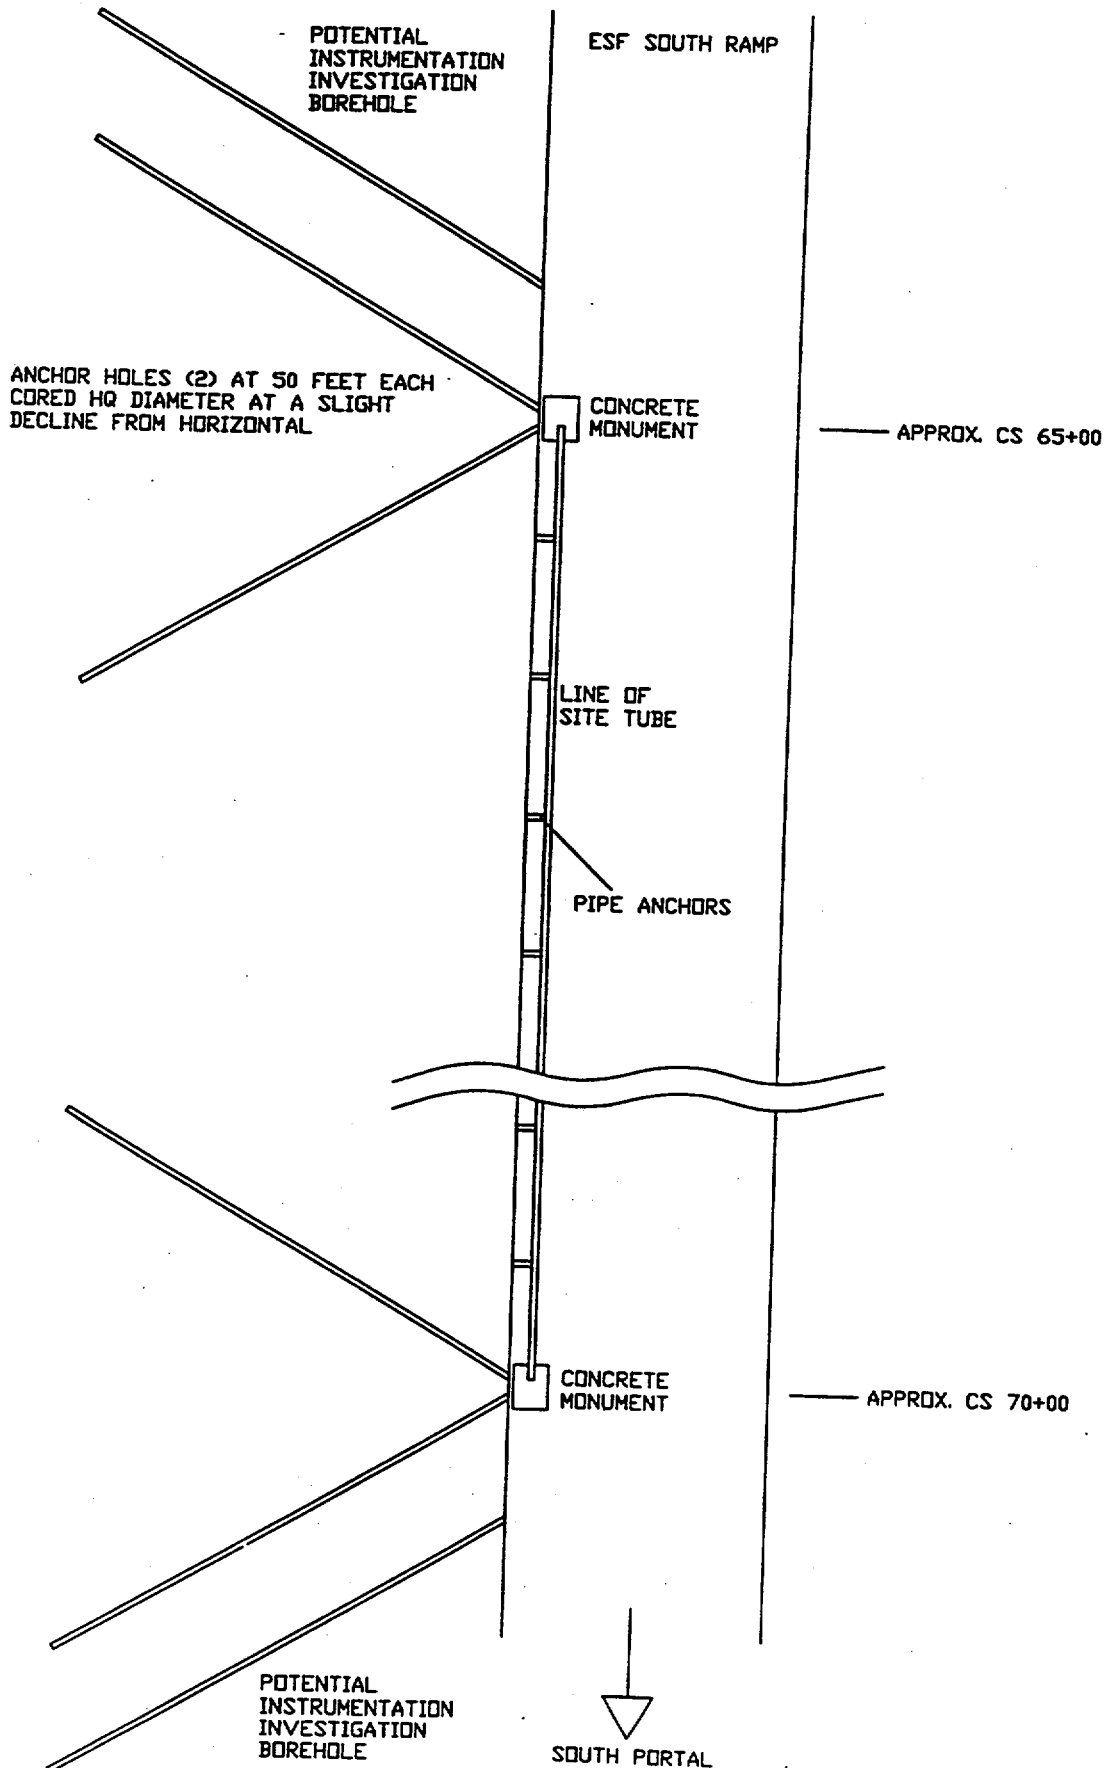 POTENTIAL
INSTRUMENTATION
INVESTIGATION
BOREHOLE
ESF SOUTH RAMP
ANCHOR HOLES (2) AT 50 FEET EACH
CORED HQ DIAMETER AT A SLIGHT
DECLINE FROM HORIZONTAL
CONCRETE
MONUMENT
APPROX. CS 65+00
LINE OF
SITE TUBE
PIPE ANCHORS
CONCRETE
MONUMENT
APPROX. CS 70+00
POTENTIAL
INSTRUMENTATION
INVESTIGATION
BOREHOLE
SOUTH PORTAL